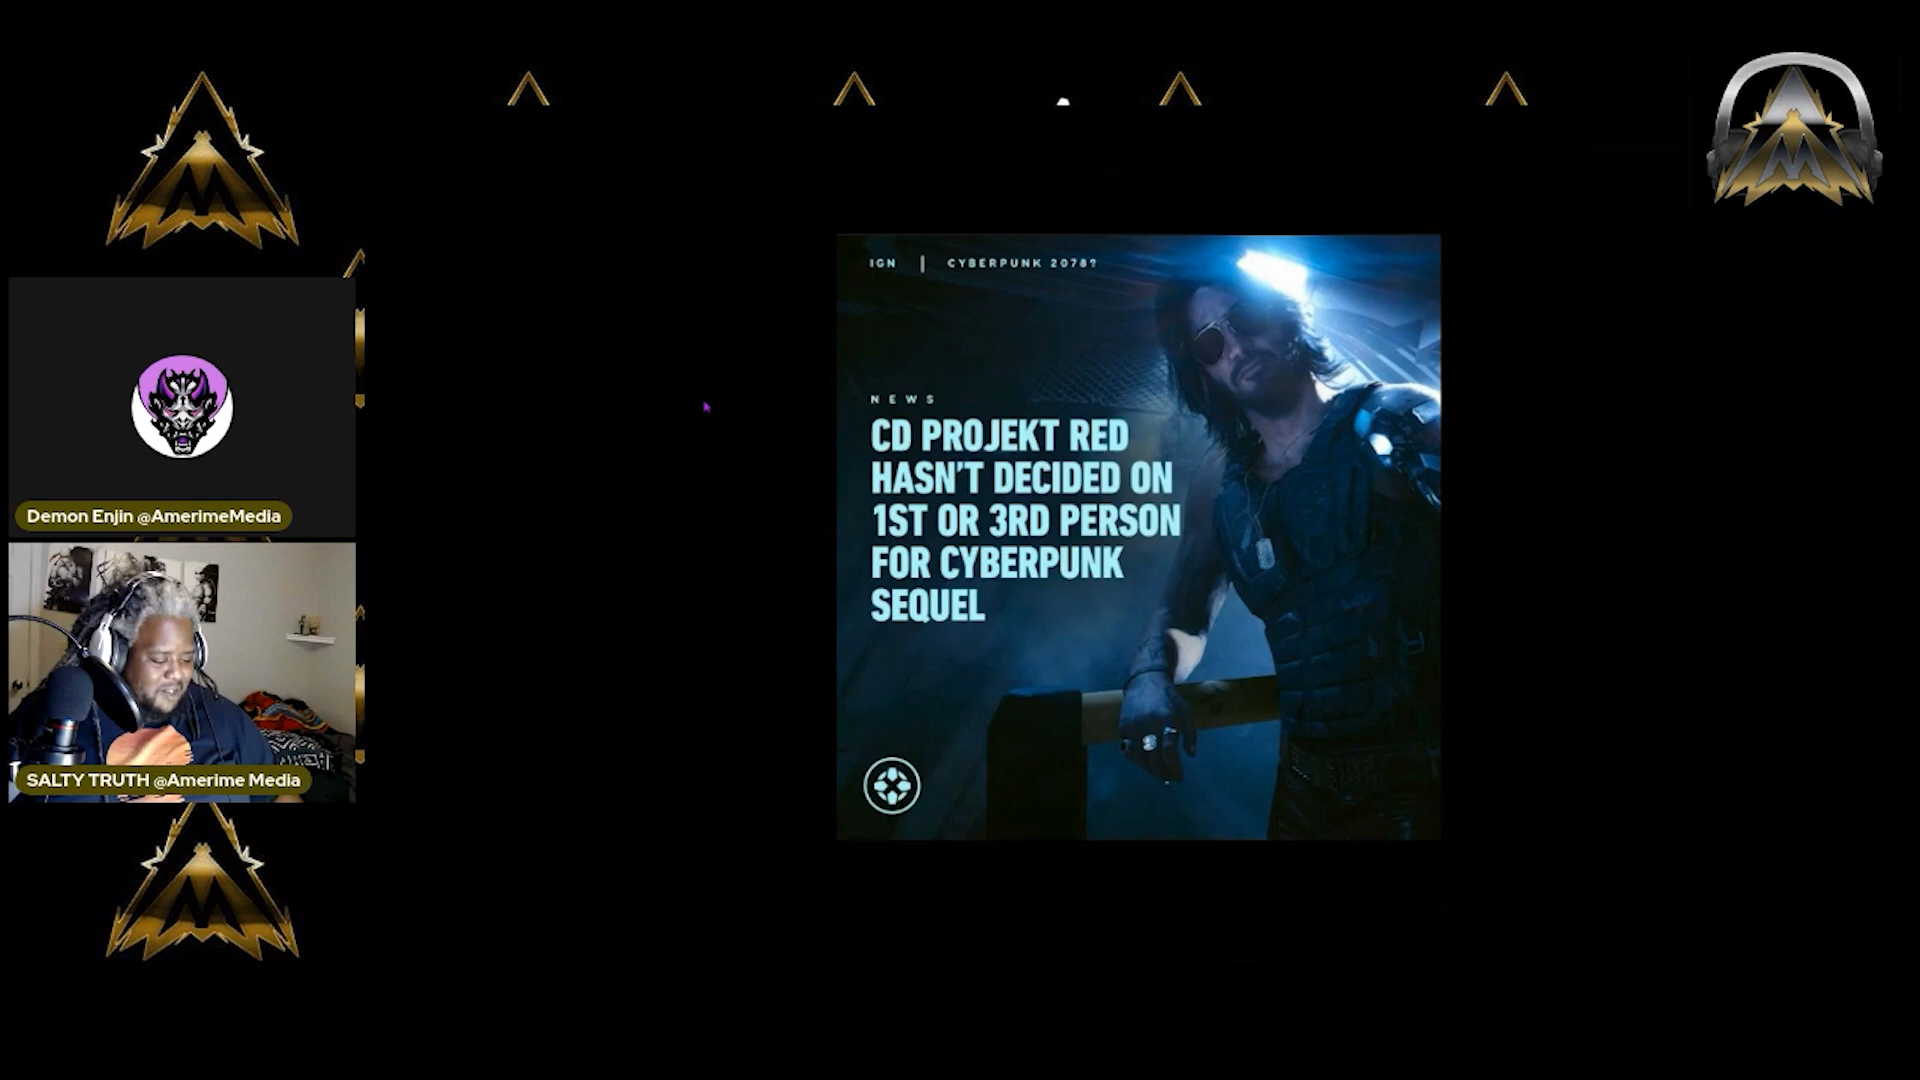 IGN | CYBERPUNK 2078?
NEWS
CD PROJEKT RED
HASN'T DECIDED ON
1ST OR 3RD PERSON
FOR CYBERPUNK
SEQUEL
Demon Enjin @AmerimeMedia
SALTY TRUTH @Amerime Media